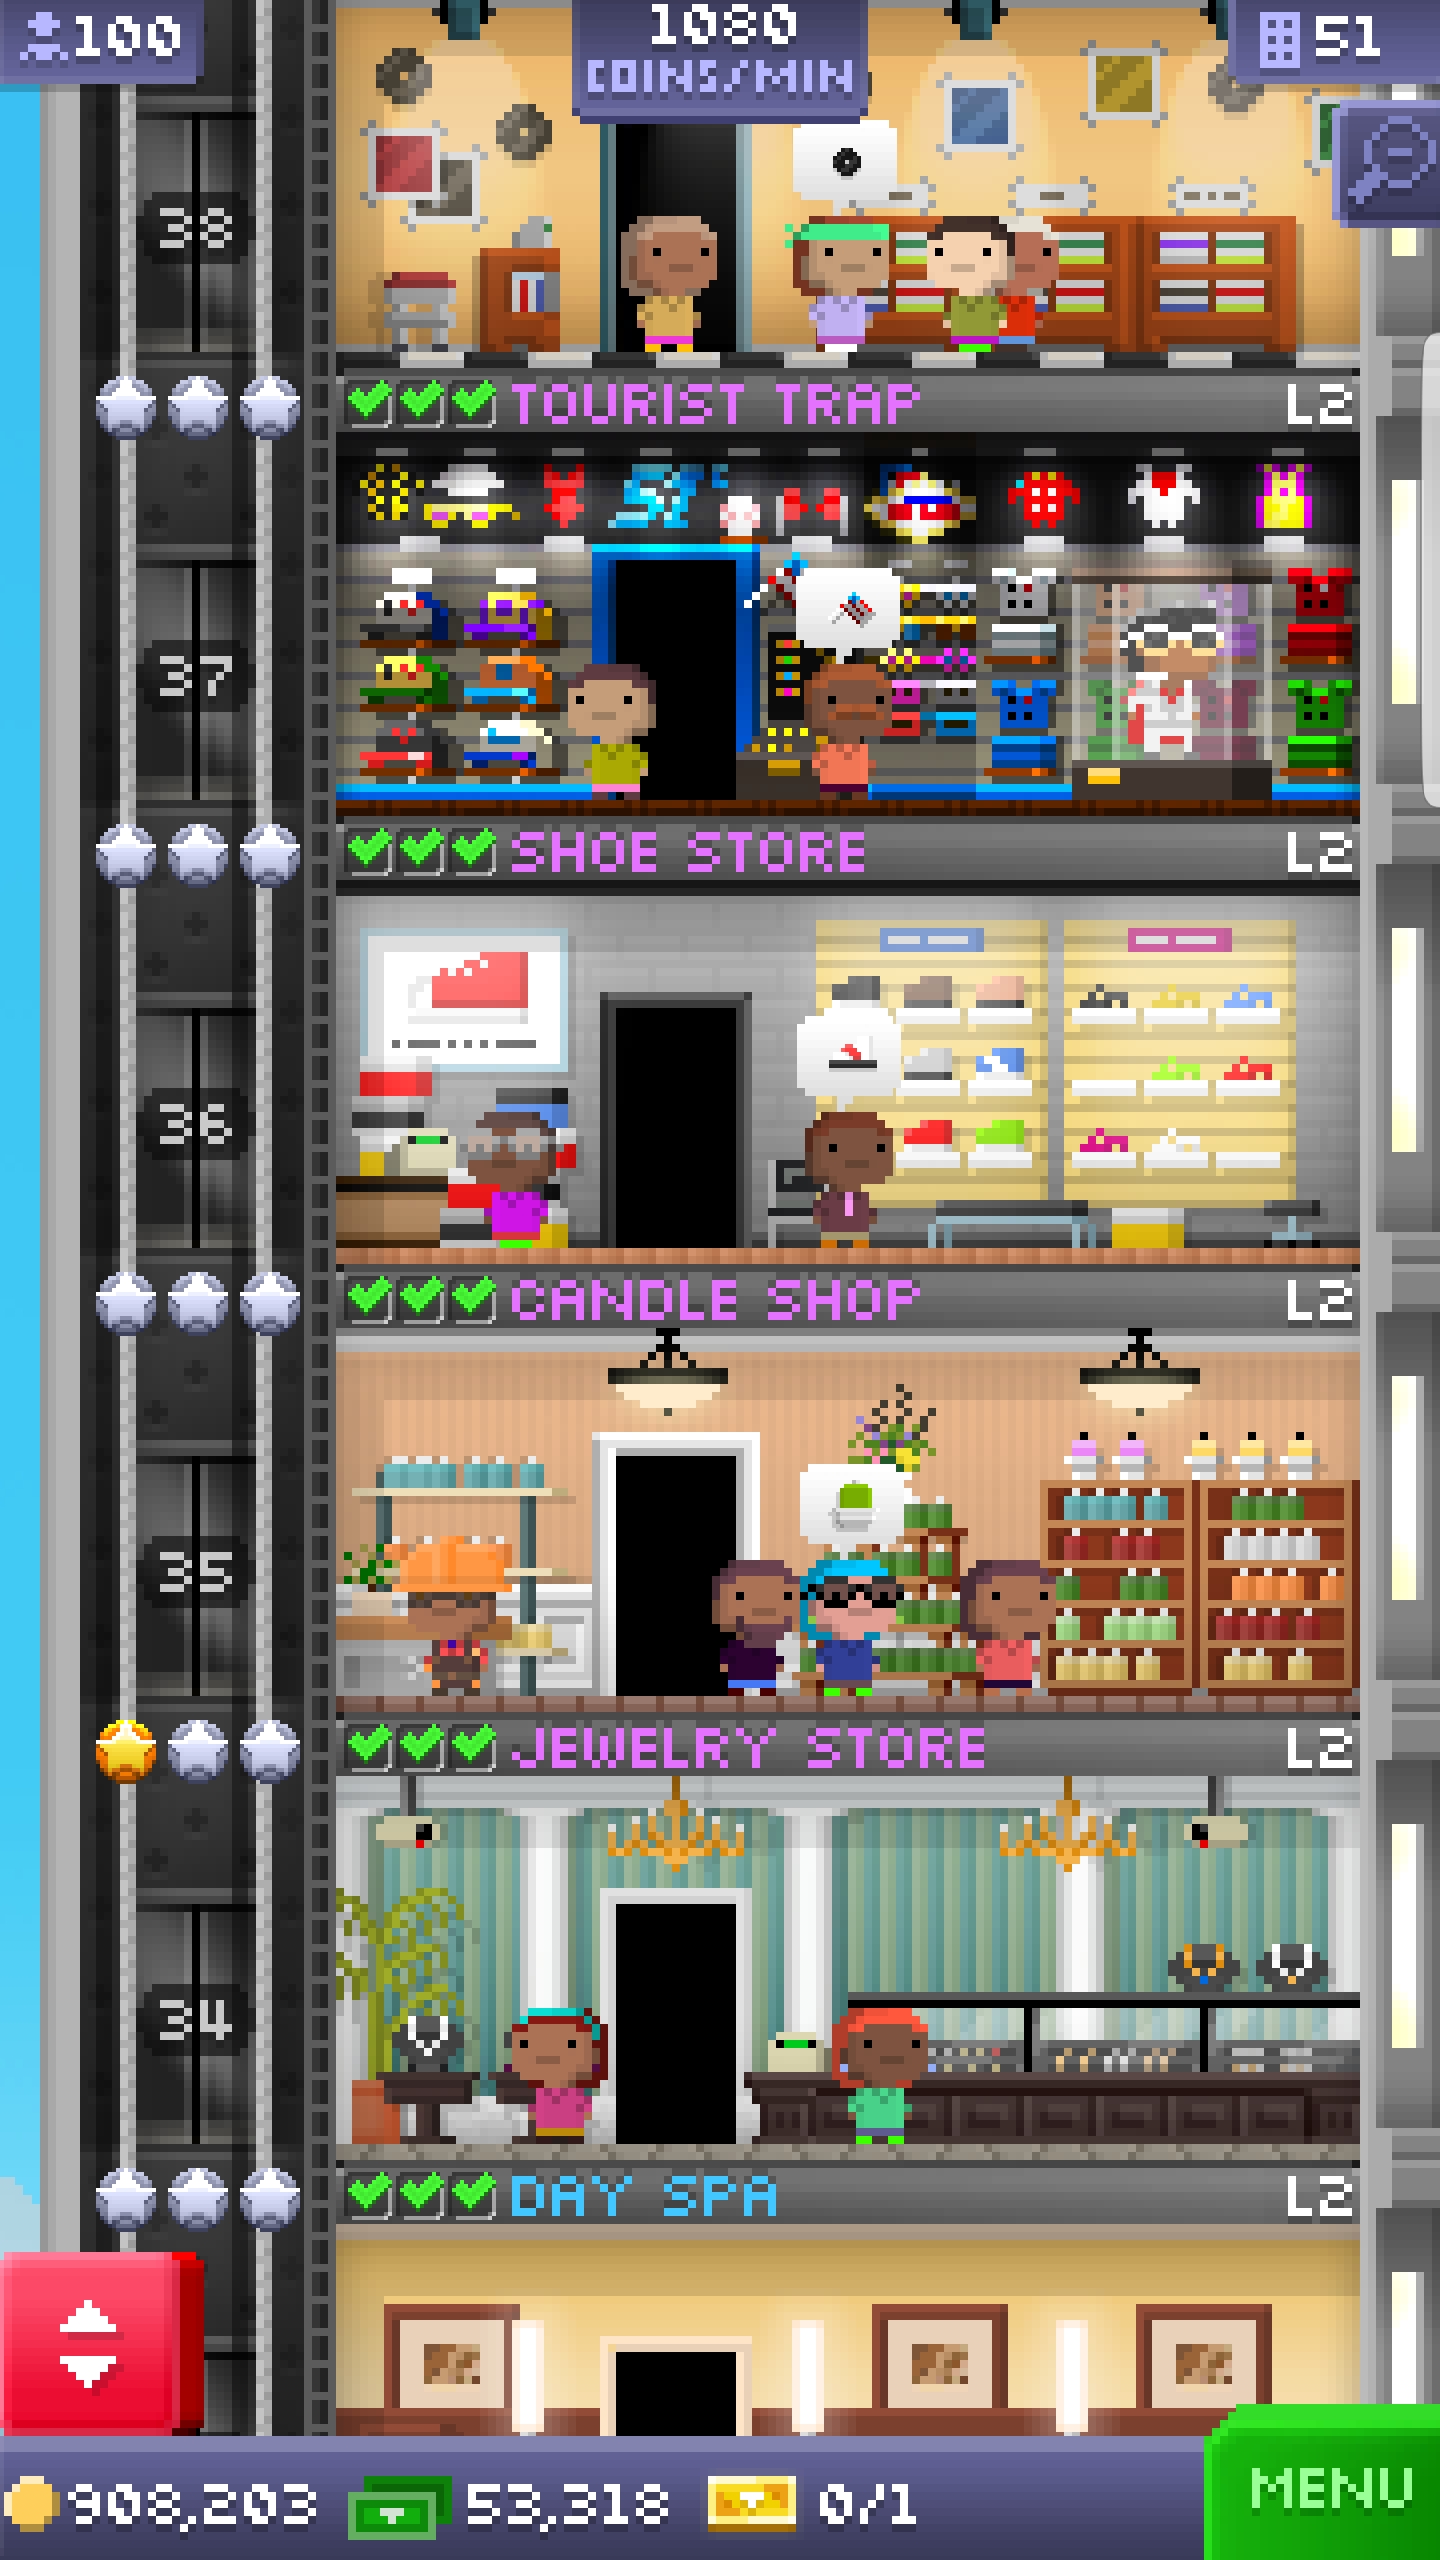 100
1080
COINS/MIN
51
38
TOURIST TRAP L2
37
SHOE STORE L2
36
CANDLE SHOP L2
35
JEWELRY STORE L2
34
DAY SPA L2
908,203 53,318 0/1
MENU